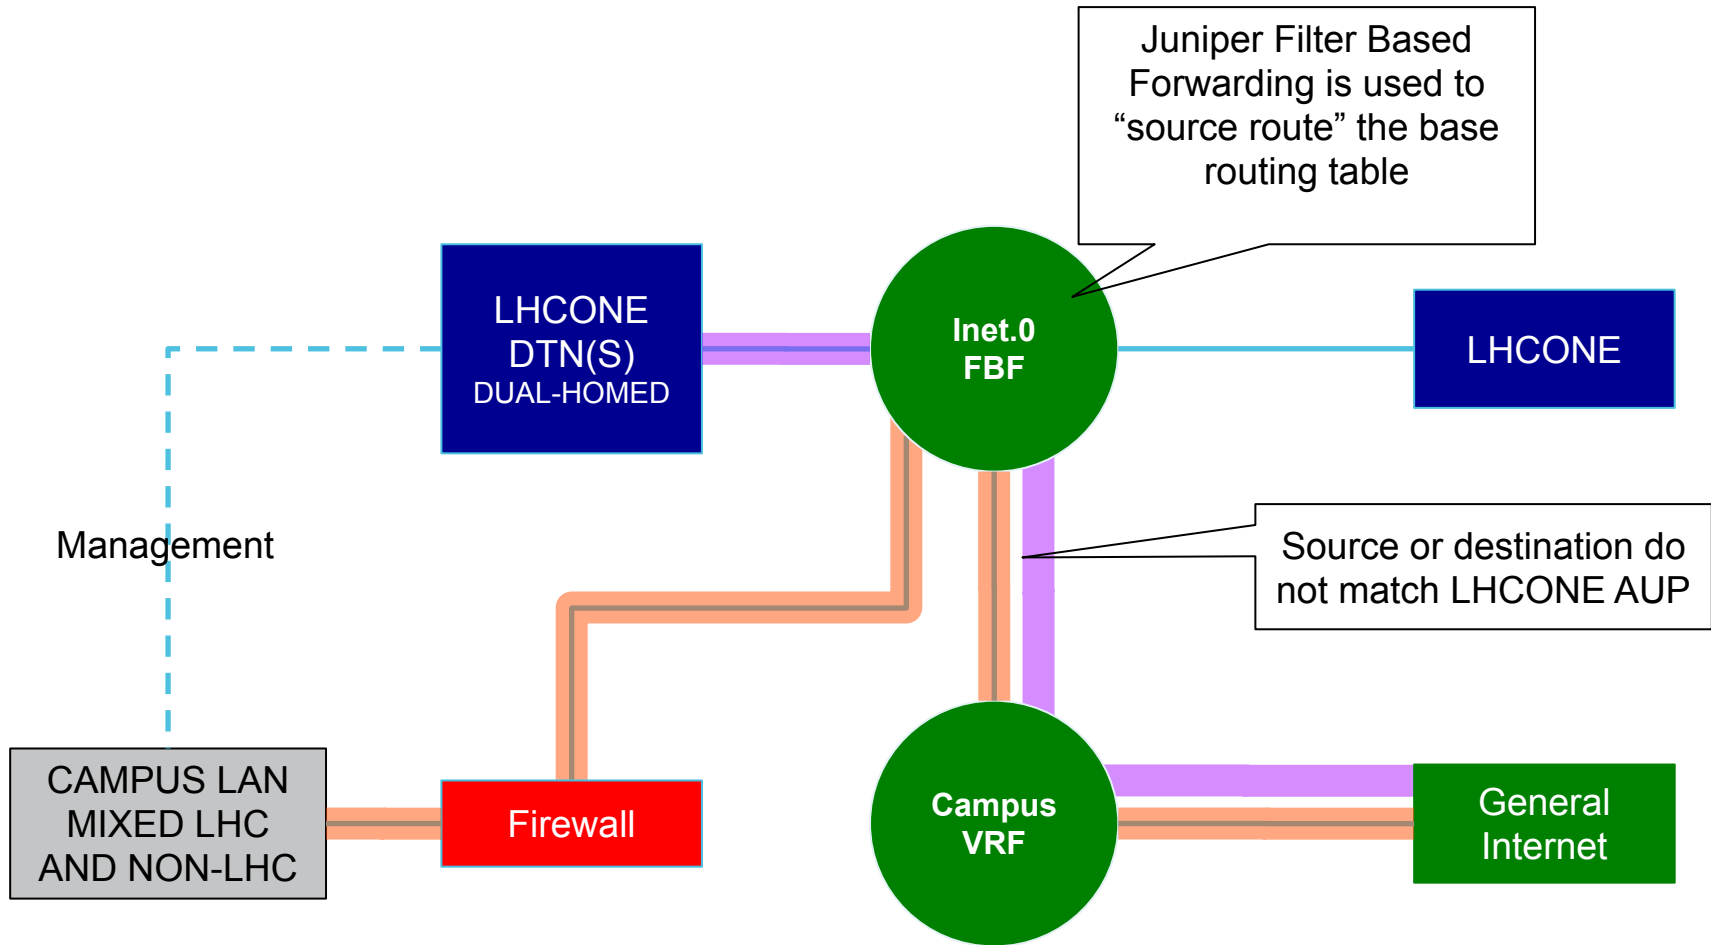 Juniper Filter Based
Forwarding is used to
“source route” the base
routing table
LHCONE
DTN(S)
DUAL-HOMED
Inet.0
FBF
LHCONE
Management
Source or destination do
not match LHCONE AUP
CAMPUS LAN
MIXED LHC
AND NON-LHC
Firewall
Campus
VRF
General
Internet